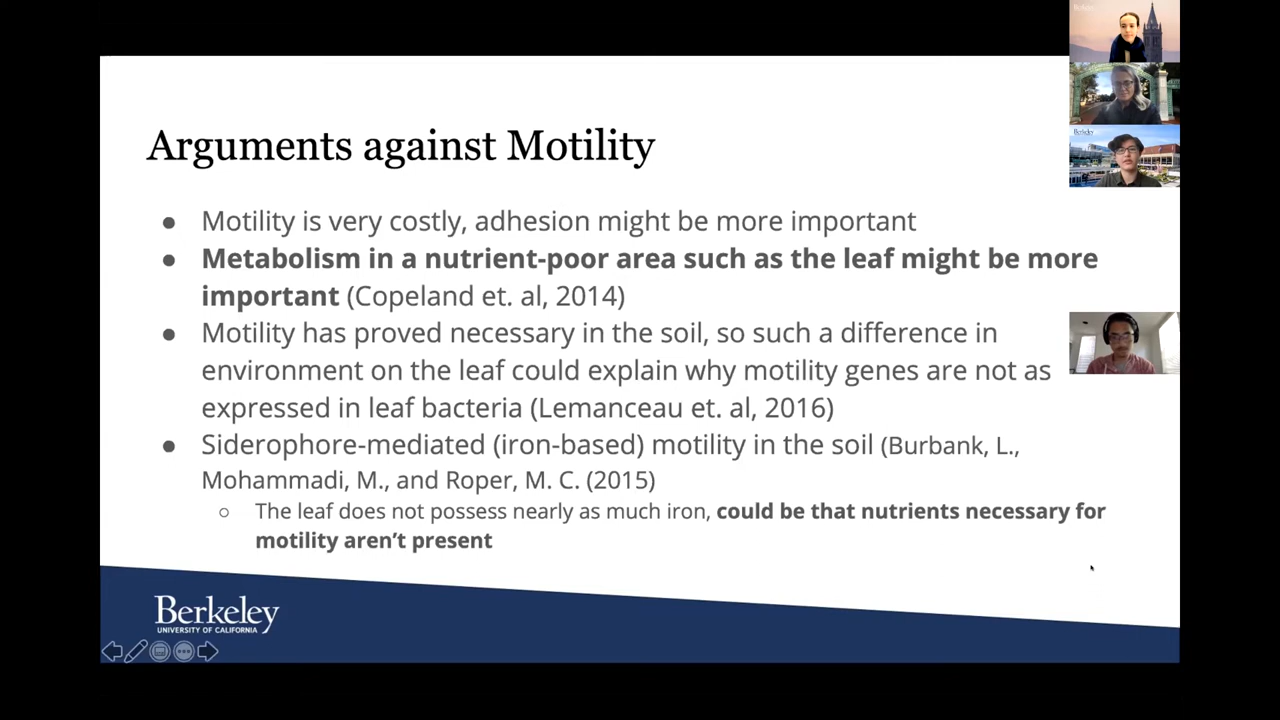 Arguments against Motility
● Motility is very costly, adhesion might be more important
● Metabolism in a nutrient-poor area such as the leaf might be more
important (Copeland et. al, 2014)
● Motility has proved necessary in the soil, so such a difference in
environment on the leaf could explain why motility genes are not as
expressed in leaf bacteria (Lemanceau et. al, 2016)
● Siderophore-mediated (iron-based) motility in the soil (Burbank, L.,
Mohammadi, M., and Roper, M. C. (2015)
○ The leaf does not possess nearly as much iron, could be that nutrients necessary for
motility aren’t present
Berkeley
UNIVERSITY OF CALIFORNIA
Berkeley